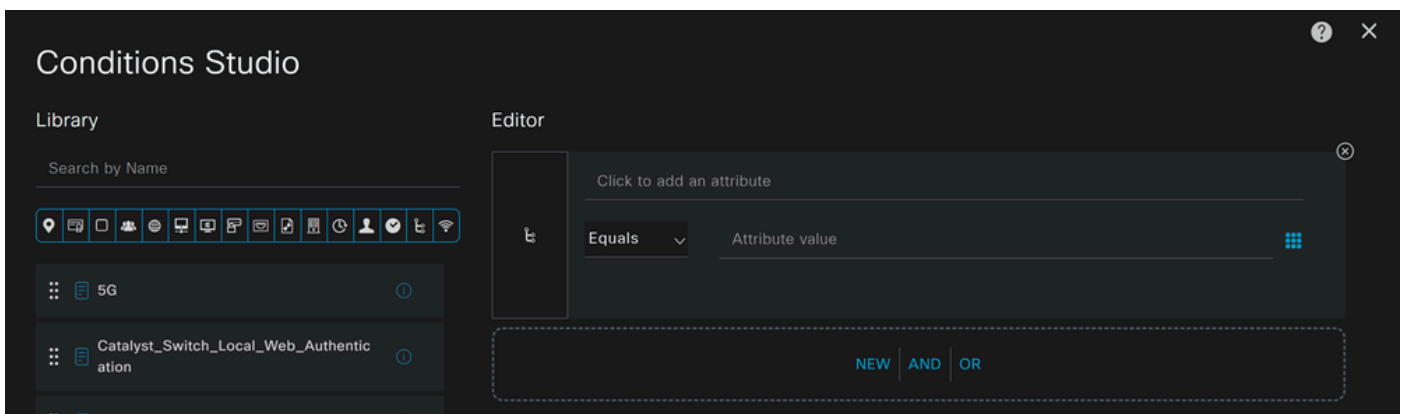 Conditions Studio
Library
Editor
Search by Name
Click to add an attribute
Equals
Attribute value
5G
Catalyst_Switch_Local_Web_Authentic
ation
NEW AND OR